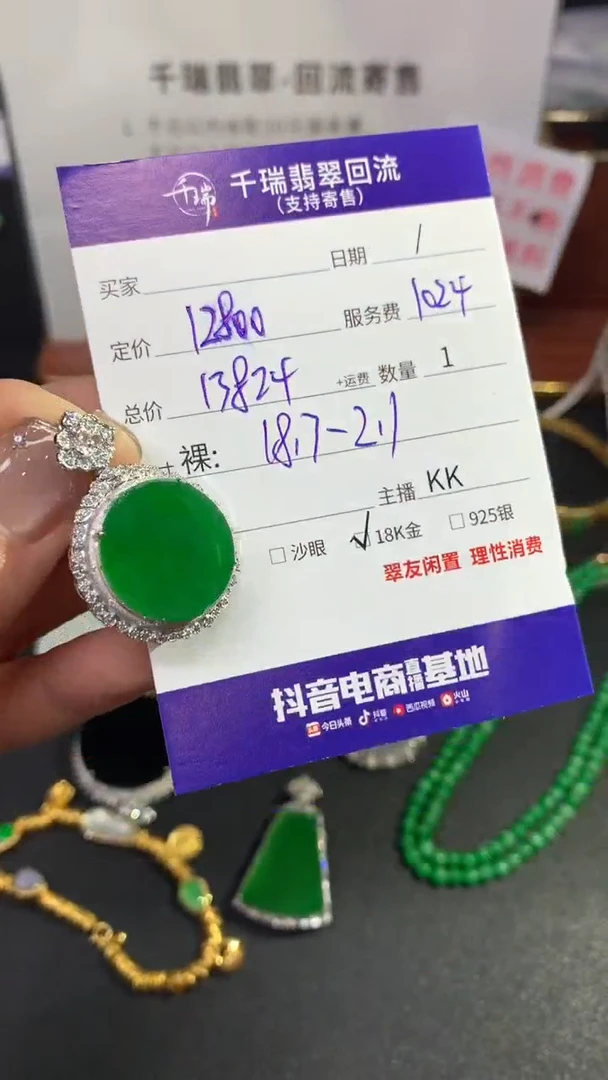 千瑞翡翠-回流寄售
千瑞
千瑞翡翠回流
(支持寄售)
买家 日期 /
定价 12800 服务费 1024
总价 13824 +运费 数量 1
裸: 18.7-2.1
主播 KK
□ 沙眼 √ 18K金 □ 925银
翠友闲置 理性消费
抖音电商直播基地
头条 今日头条 抖音 西瓜视频 火山